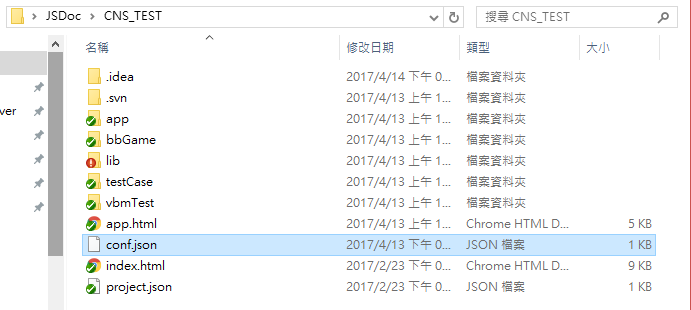 JSDoc > CNS_TEST
搜尋 CNS_TEST
名稱 修改日期 類型 大小
.idea 2017/4/14 下午 0... 檔案資料夾
.svn 2017/4/13 上午 1... 檔案資料夾
app 2017/4/13 上午 1... 檔案資料夾
bbGame 2017/4/13 上午 1... 檔案資料夾
ver
lib 2017/4/13 上午 1... 檔案資料夾
testCase 2017/4/13 上午 1... 檔案資料夾
vbmTest 2017/4/13 上午 1... 檔案資料夾
app.html 2017/4/13 上午 1... Chrome HTML D... 5 KB
conf.json 2017/4/13 下午 0... JSON 檔案 1 KB
index.html 2017/2/23 下午 0... Chrome HTML D... 9 KB
project.json 2017/2/23 下午 0... JSON 檔案 1 KB